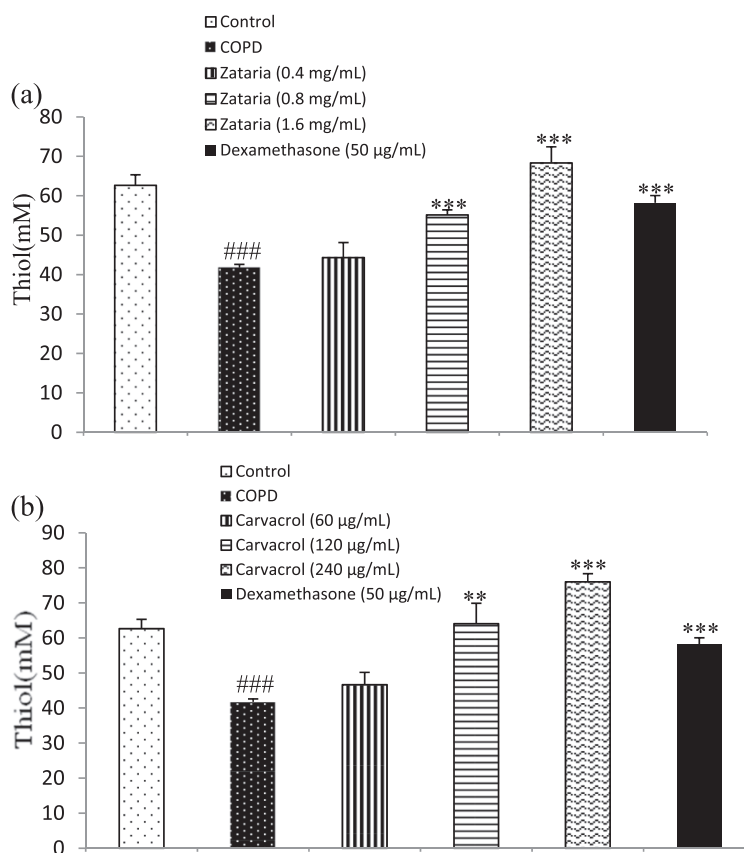 Control
COPD
(a)
Zataria (0.4 mg/mL)
Zataria (0.8 mg/mL)
Zataria (1.6 mg/mL)
Dexamethasone (50 µg/mL)
Thiol(mM)
80
70
60
50
40
30
20
10
0
###
***
***
***
Control
COPD
(b)
Carvacrol (60 µg/mL)
Carvacrol (120 µg/mL)
Carvacrol (240 µg/mL)
Dexamethasone (50 µg/mL)
Thiol(mM)
90
80
70
60
50
40
30
20
10
0
###
**
***
***